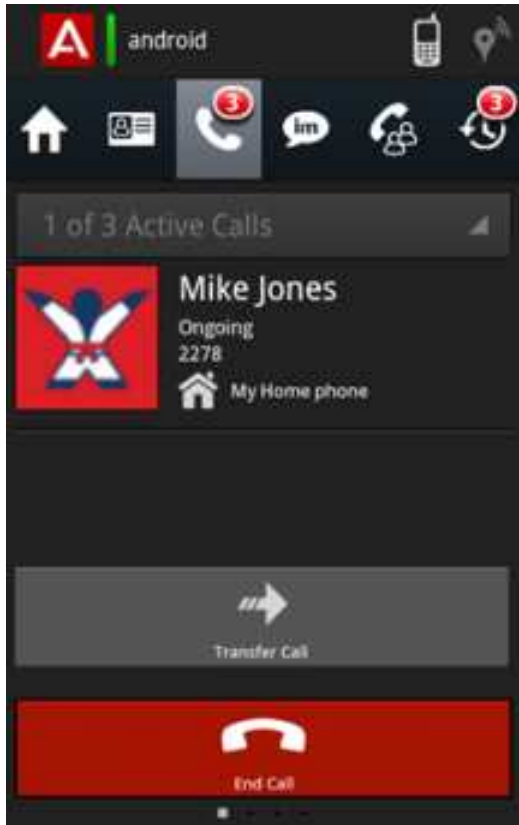 A android
3
im
3
1 of 3 Active Calls
Mike Jones
Ongoing
2278
My Home phone
Transfer Call
End Call